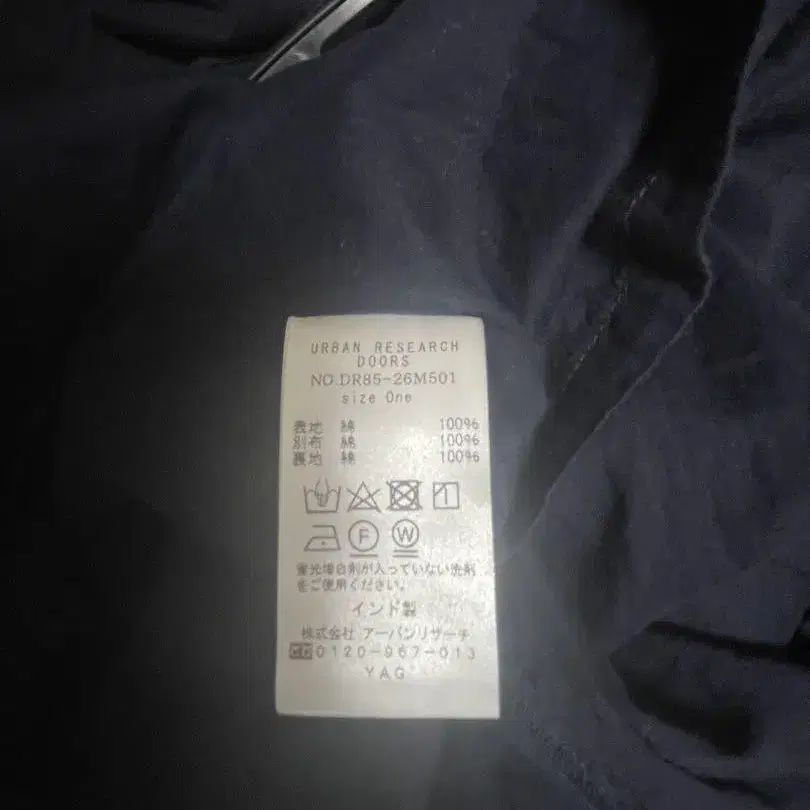 URBAN RESEARCH
DOORS
NO.DR85-26M501
size One
表地 綿 100%
別布 綿 100%
裏地 綿 100%
1
F W
蛍光増白剤が入っていない洗剤
をご使用ください。
インド製
株式会社 アーバンリサーチ
CC0120-967-013
YAG